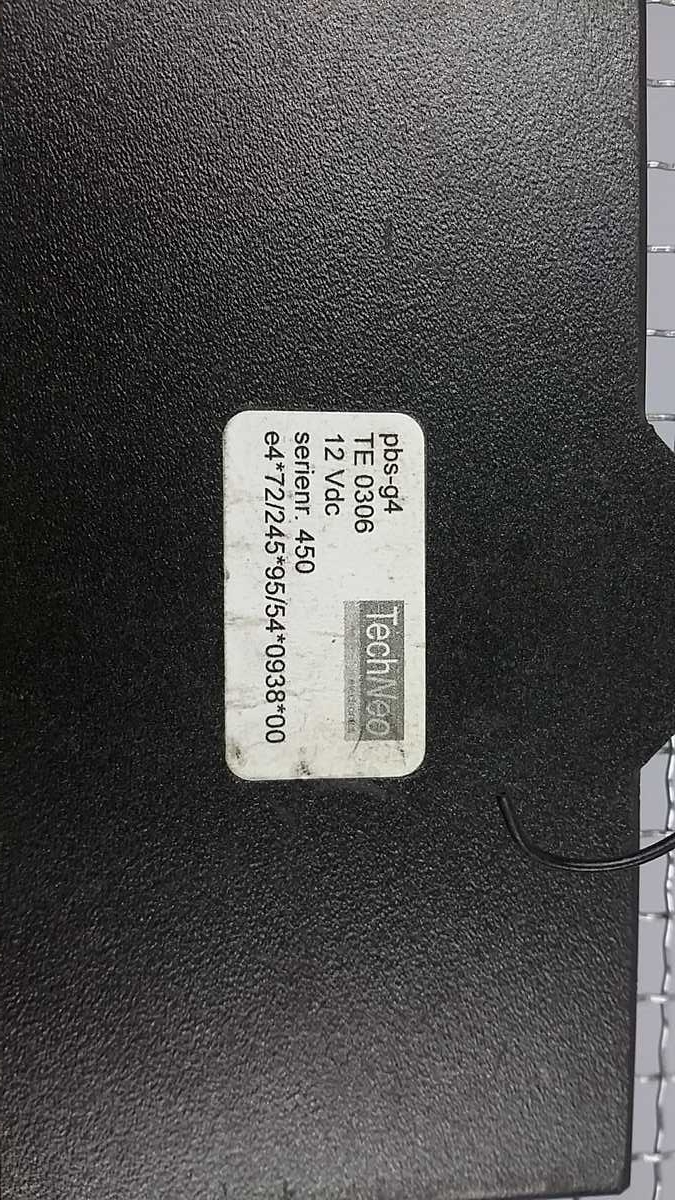 pbs-g4
TE 0306
12 Vdc
serienr. 450
e4*72/245*95/54*0938*00
TechNeo